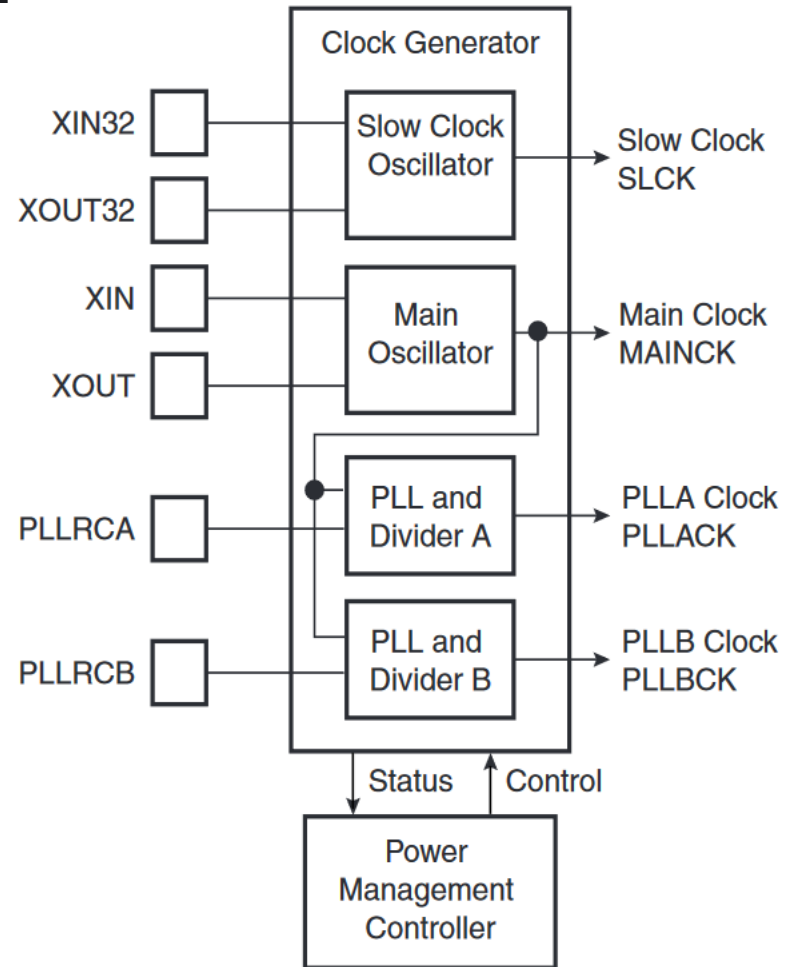 Clock Generator
XIN32
Slow Clock
Oscillator
Slow Clock
SLCK
XOUT32
XIN
Main
Oscillator
Main Clock
MAINCK
XOUT
PLLRCA
PLL and
Divider A
PLLA Clock
PLLACK
PLLRCB
PLL and
Divider B
PLLB Clock
PLLBCK
Status
Control
Power
Management
Controller